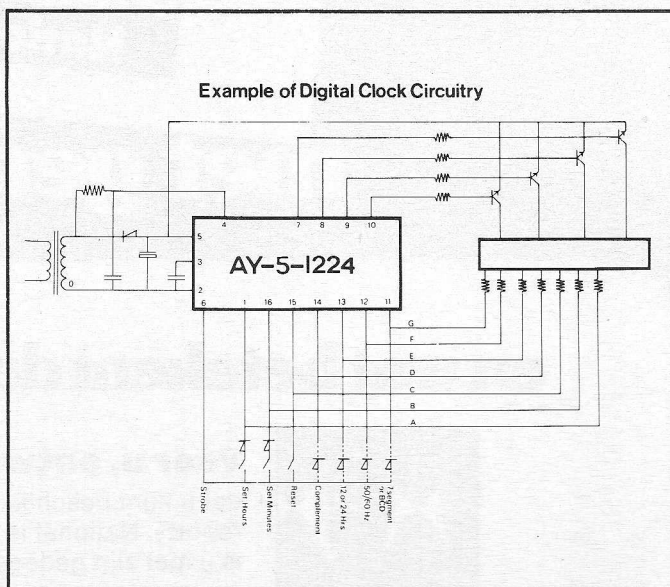 Example of Digital Clock Circuitry
4
7
8
9
10
5
3
2
AY-5-1224
0
6
1
16
15
14
13
12
11
G
F
E
D
C
B
A
Strobe
Set Hours
Set Minutes
Reset
Complement
12 or 24 Hrs
50/60 Hz
7 segment
or BCD